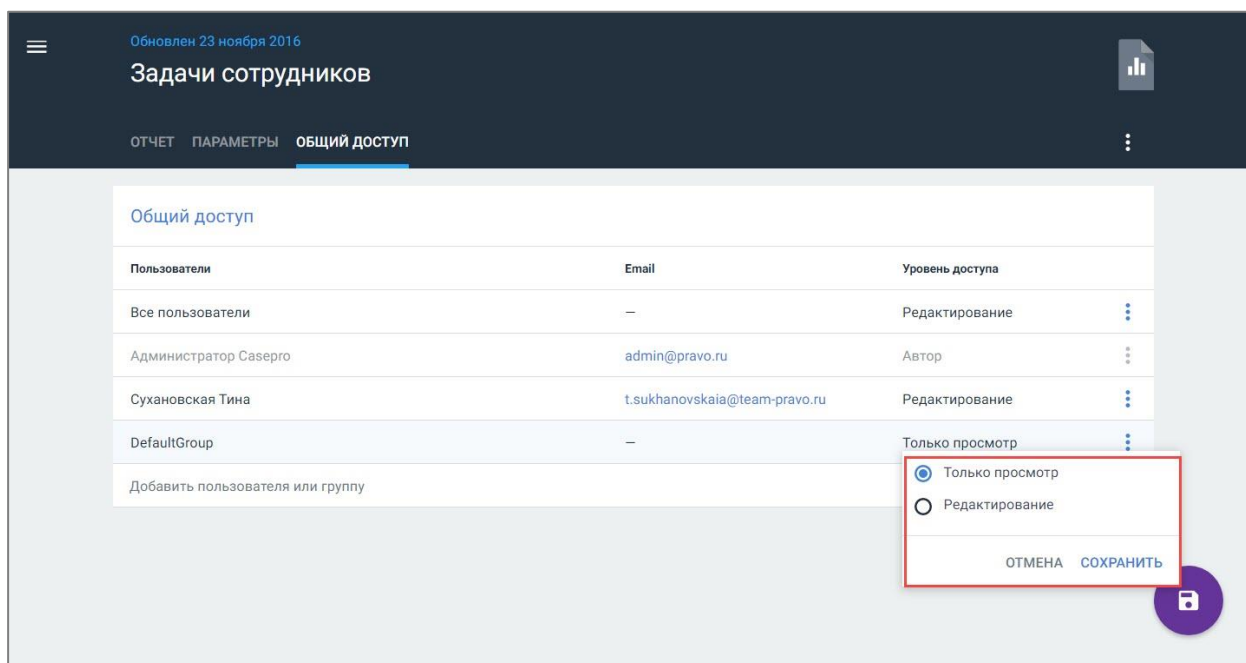 Обновлен 23 ноября 2016
Задачи сотрудников
ОТЧЕТ ПАРАМЕТРЫ ОБЩИЙ ДОСТУП
Общий доступ
Пользователи Email Уровень доступа
Все пользователи — Редактирование
Администратор Casepro admin@pravo.ru Автор
Сухановская Тина t.sukhanovskaia@team-pravo.ru Редактирование
DefaultGroup — Только просмотр
Добавить пользователя или группу
Только просмотр
Редактирование
ОТМЕНА СОХРАНИТЬ